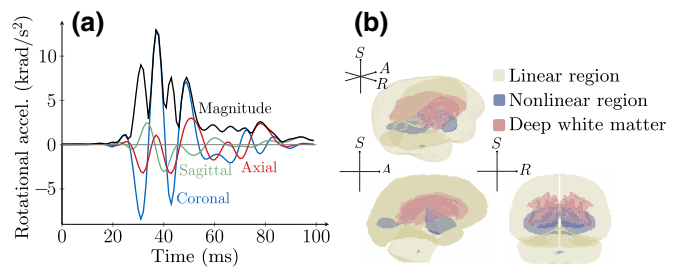 (a)
Rotational accel. (krad/s²)
10
5
0
−5
0 20 40 60 80 100
Time (ms)
Magnitude
Sagittal
Axial
Coronal
(b)
S
A
R
Linear region
Nonlinear region
Deep white matter
S
A
S
R